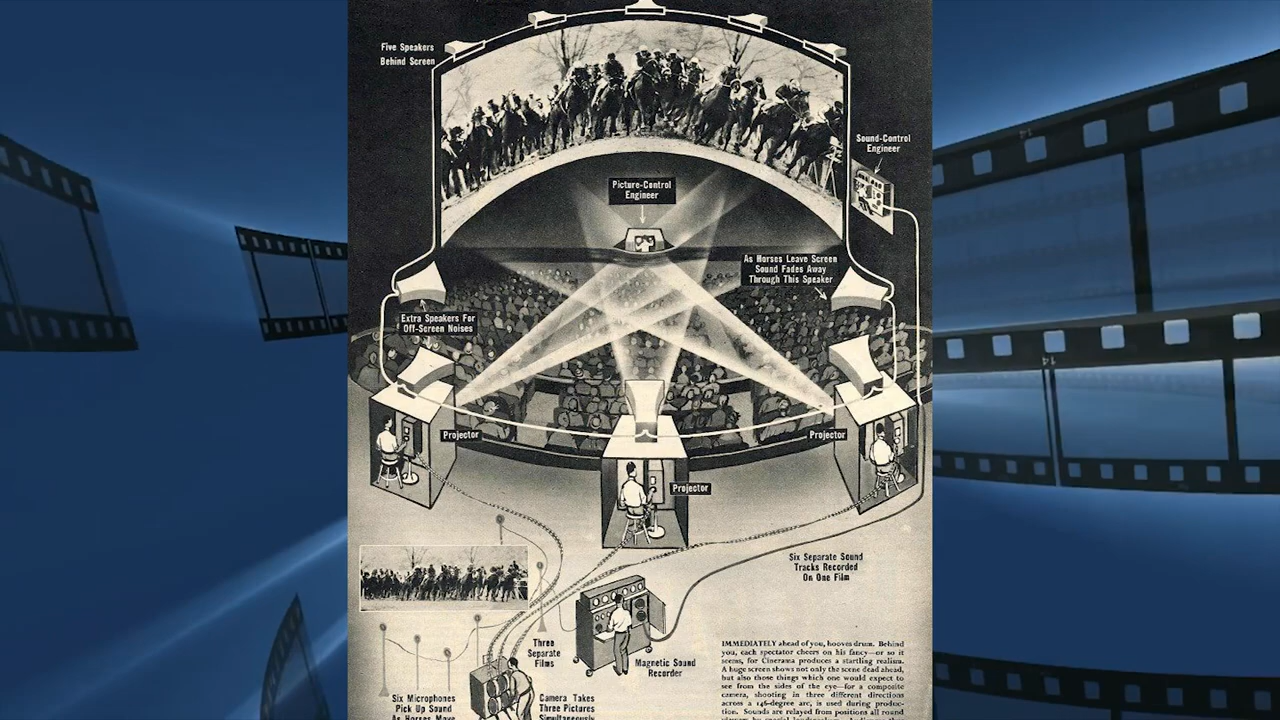 Five Speakers
Behind Screen
Sound-Control
Engineer
Picture-Control
Engineer
As Horses Leave Screen
Sound Fades Away
Through This Speaker
Extra Speakers For
Off-Screen Noises
Projector
Projector
Projector
Six Separate Sound
Tracks Recorded
On One Film
Three
Separate
Films
Magnetic Sound
Recorder
Six Microphones
Pick Up Sound
As Horses Move
Camera Takes
Three Pictures
Simultaneously
IMMEDIATELY ahead of you, hooves drum. Behind
you, each spectator cheers on his fancy—or so it
seems, for Cinerama produces a startling realism.
A huge screen shows not only the scene dead ahead,
but also those things which one would expect to
see from the sides of the eye—for a composite
camera, shooting in three different directions
across a 146-degree arc, is used during produc-
tion. Sounds are relayed from positions all round
14
14